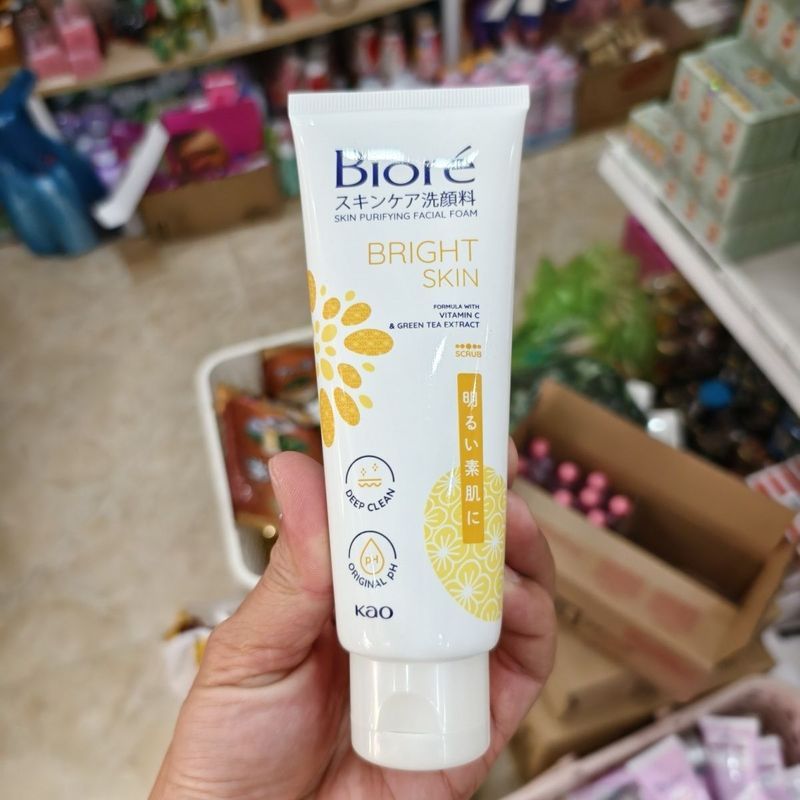 Bioré
スキンケア洗顔料
SKIN PURIFYING FACIAL FOAM
BRIGHT
SKIN
FORMULA WITH
VITAMIN C
& GREEN TEA EXTRACT
SCRUB
明るい素肌に
DEEP CLEAN
pH
ORIGINAL pH
Kao